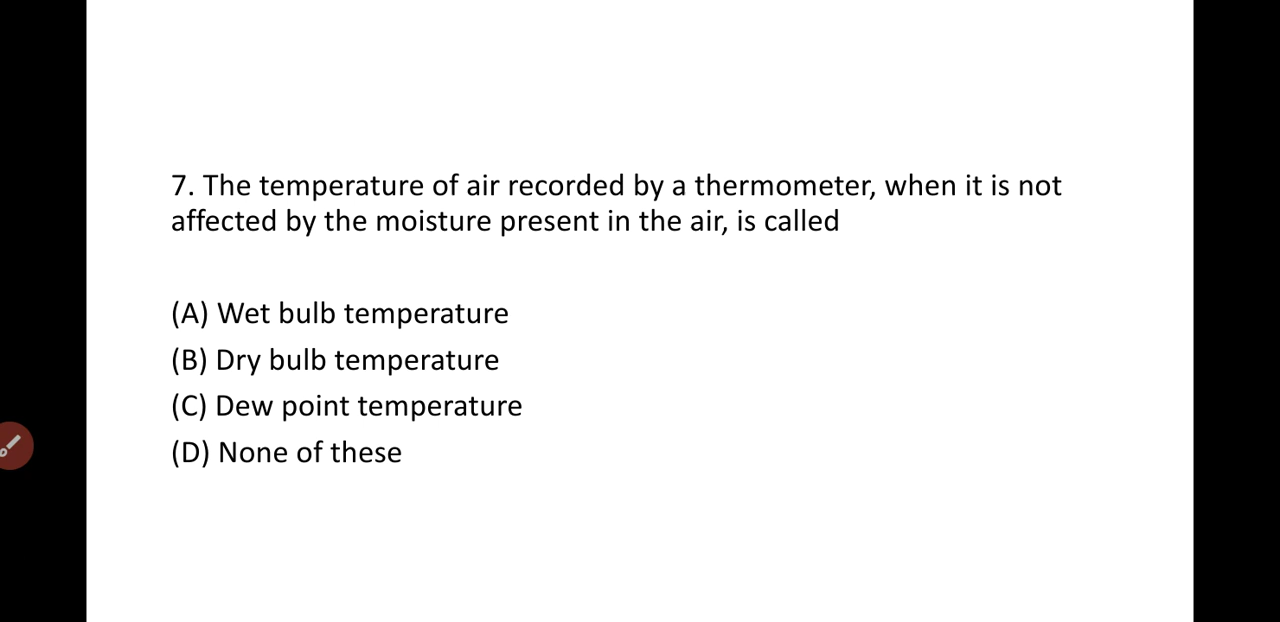 7. The temperature of air recorded by a thermometer, when it is not
affected by the moisture present in the air, is called
(A) Wet bulb temperature
(B) Dry bulb temperature
(C) Dew point temperature
(D) None of these